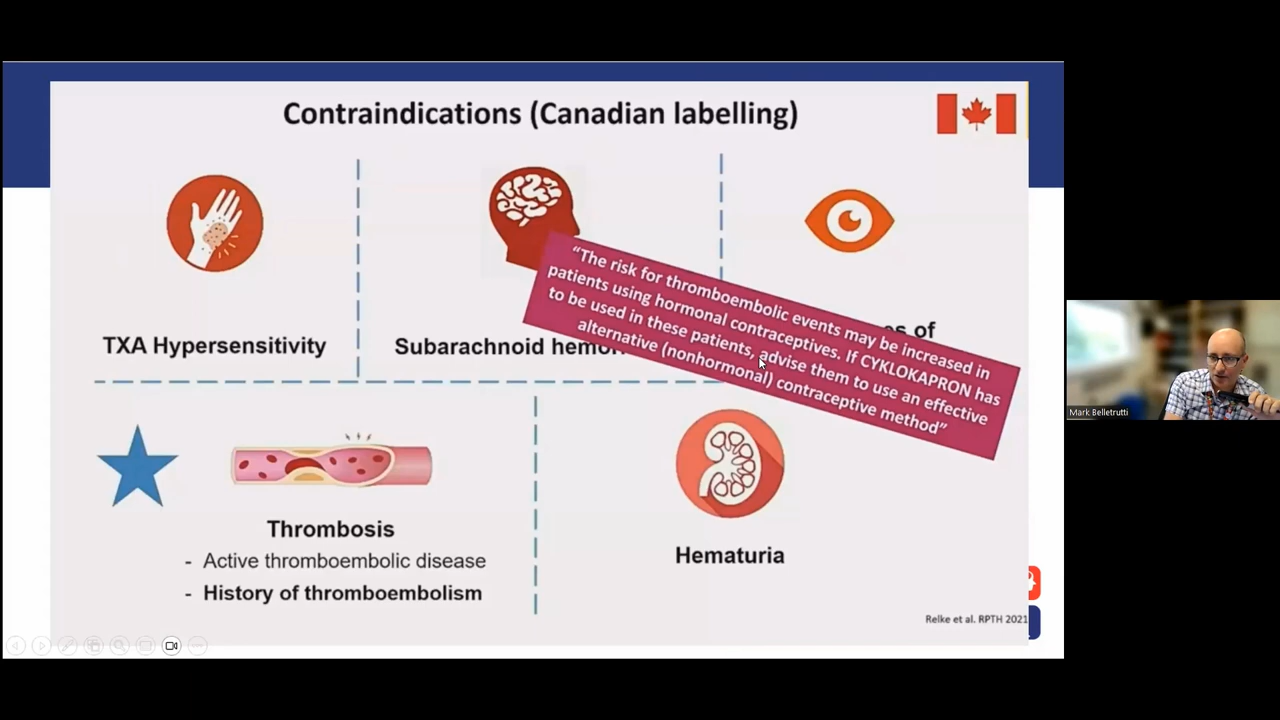 Contraindications (Canadian labelling)
TXA Hypersensitivity
Subarachnoid
of
“The risk for thromboembolic events may be increased in
patients using hormonal contraceptives. If CYKLOKAPRON has
to be used in these patients, advise them to use an effective
alternative (nonhormonal) contraceptive method”
Thrombosis
- Active thromboembolic disease
- History of thromboembolism
Hematuria
Relke et al. RPTH 2021
Mark Belletrutti